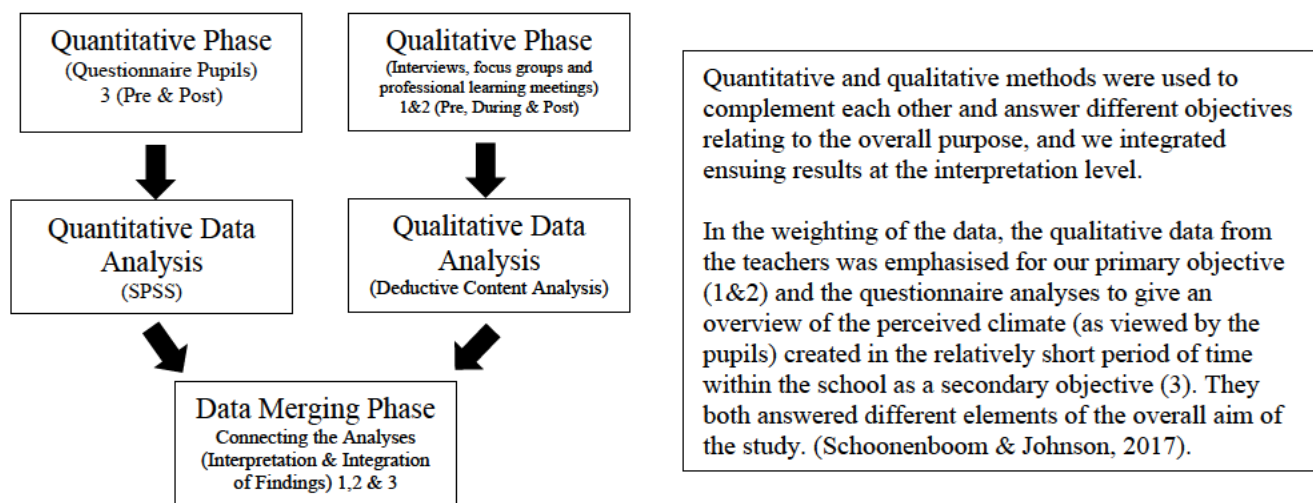 Quantitative Phase
(Questionnaire Pupils)
3 (Pre & Post)
Qualitative Phase
(Interviews, focus groups and
professional learning meetings)
1&2 (Pre, During & Post)
Quantitative Data
Analysis
(SPSS)
Qualitative Data
Analysis
(Deductive Content Analysis)
Data Merging Phase
Connecting the Analyses
(Interpretation & Integration
of Findings) 1,2 & 3
Quantitative and qualitative methods were used to
complement each other and answer different objectives
relating to the overall purpose, and we integrated
ensuing results at the interpretation level.
In the weighting of the data, the qualitative data from
the teachers was emphasised for our primary objective
(1&2) and the questionnaire analyses to give an
overview of the perceived climate (as viewed by the
pupils) created in the relatively short period of time
within the school as a secondary objective (3). They
both answered different elements of the overall aim of
the study. (Schoonenboom & Johnson, 2017).